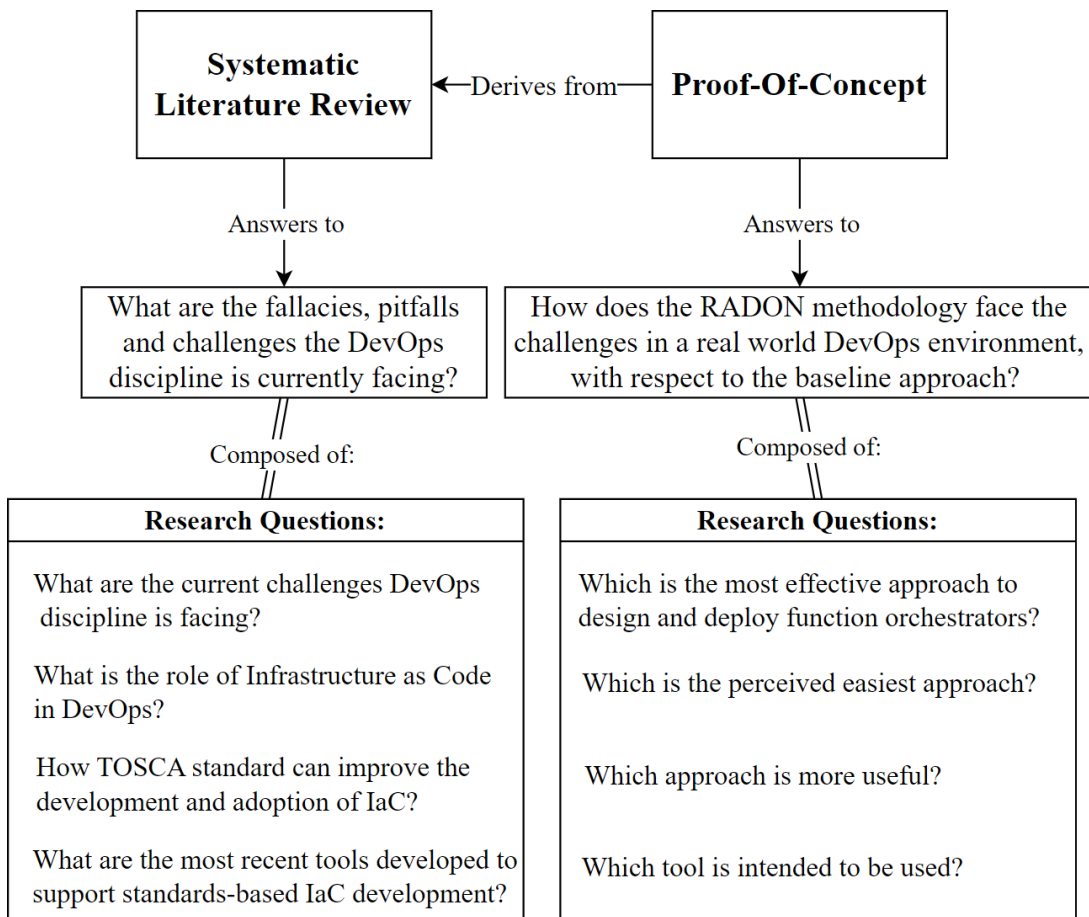 Systematic
Literature Review
Derives from
Proof-Of-Concept
Answers to
Answers to
What are the fallacies, pitfalls
and challenges the DevOps
discipline is currently facing?
How does the RADON methodology face the
challenges in a real world DevOps environment,
with respect to the baseline approach?
Composed of:
Composed of:
Research Questions:
What are the current challenges DevOps
discipline is facing?
What is the role of Infrastructure as Code
in DevOps?
How TOSCA standard can improve the
development and adoption of IaC?
What are the most recent tools developed to
support standards-based IaC development?
Research Questions:
Which is the most effective approach to
design and deploy function orchestrators?
Which is the perceived easiest approach?
Which approach is more useful?
Which tool is intended to be used?